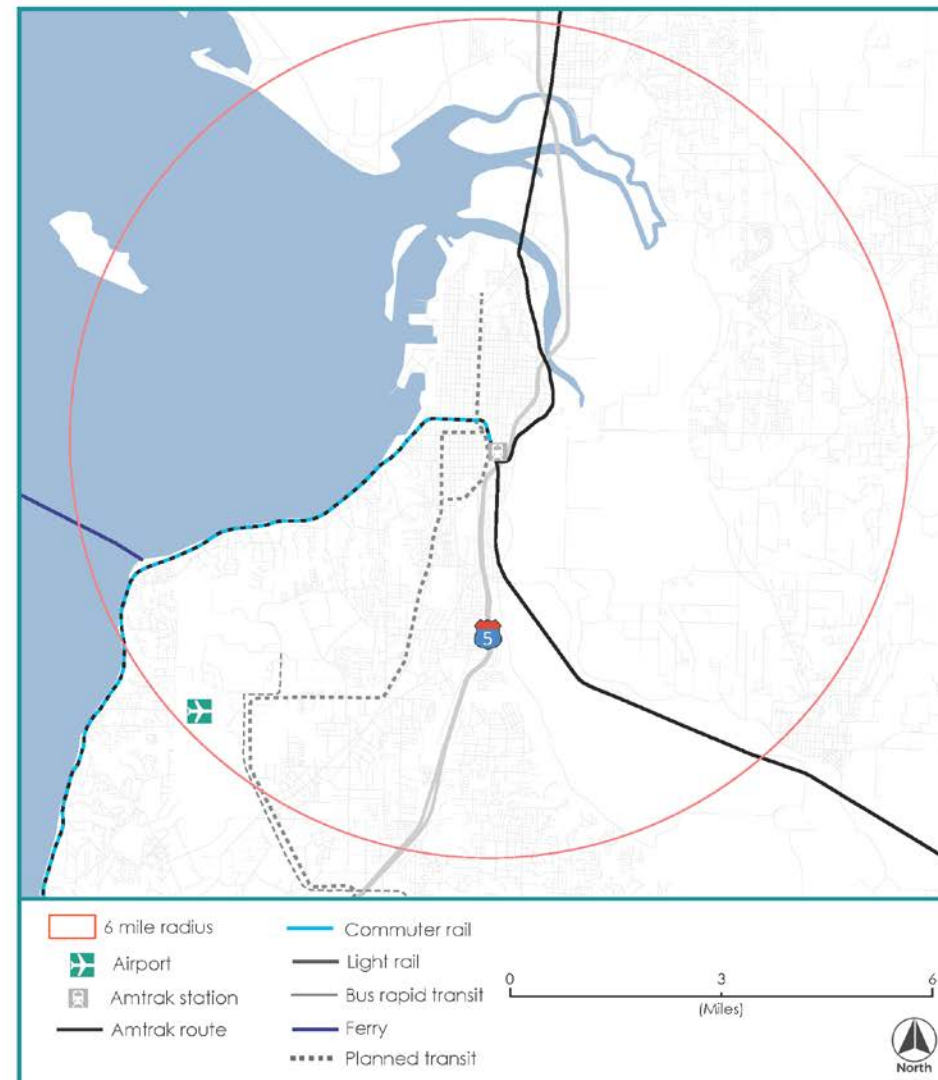 5
6 mile radius
Airport
Amtrak station
Amtrak route
Commuter rail
Light rail
Bus rapid transit
Ferry
Planned transit
0 3 6
(Miles)
North